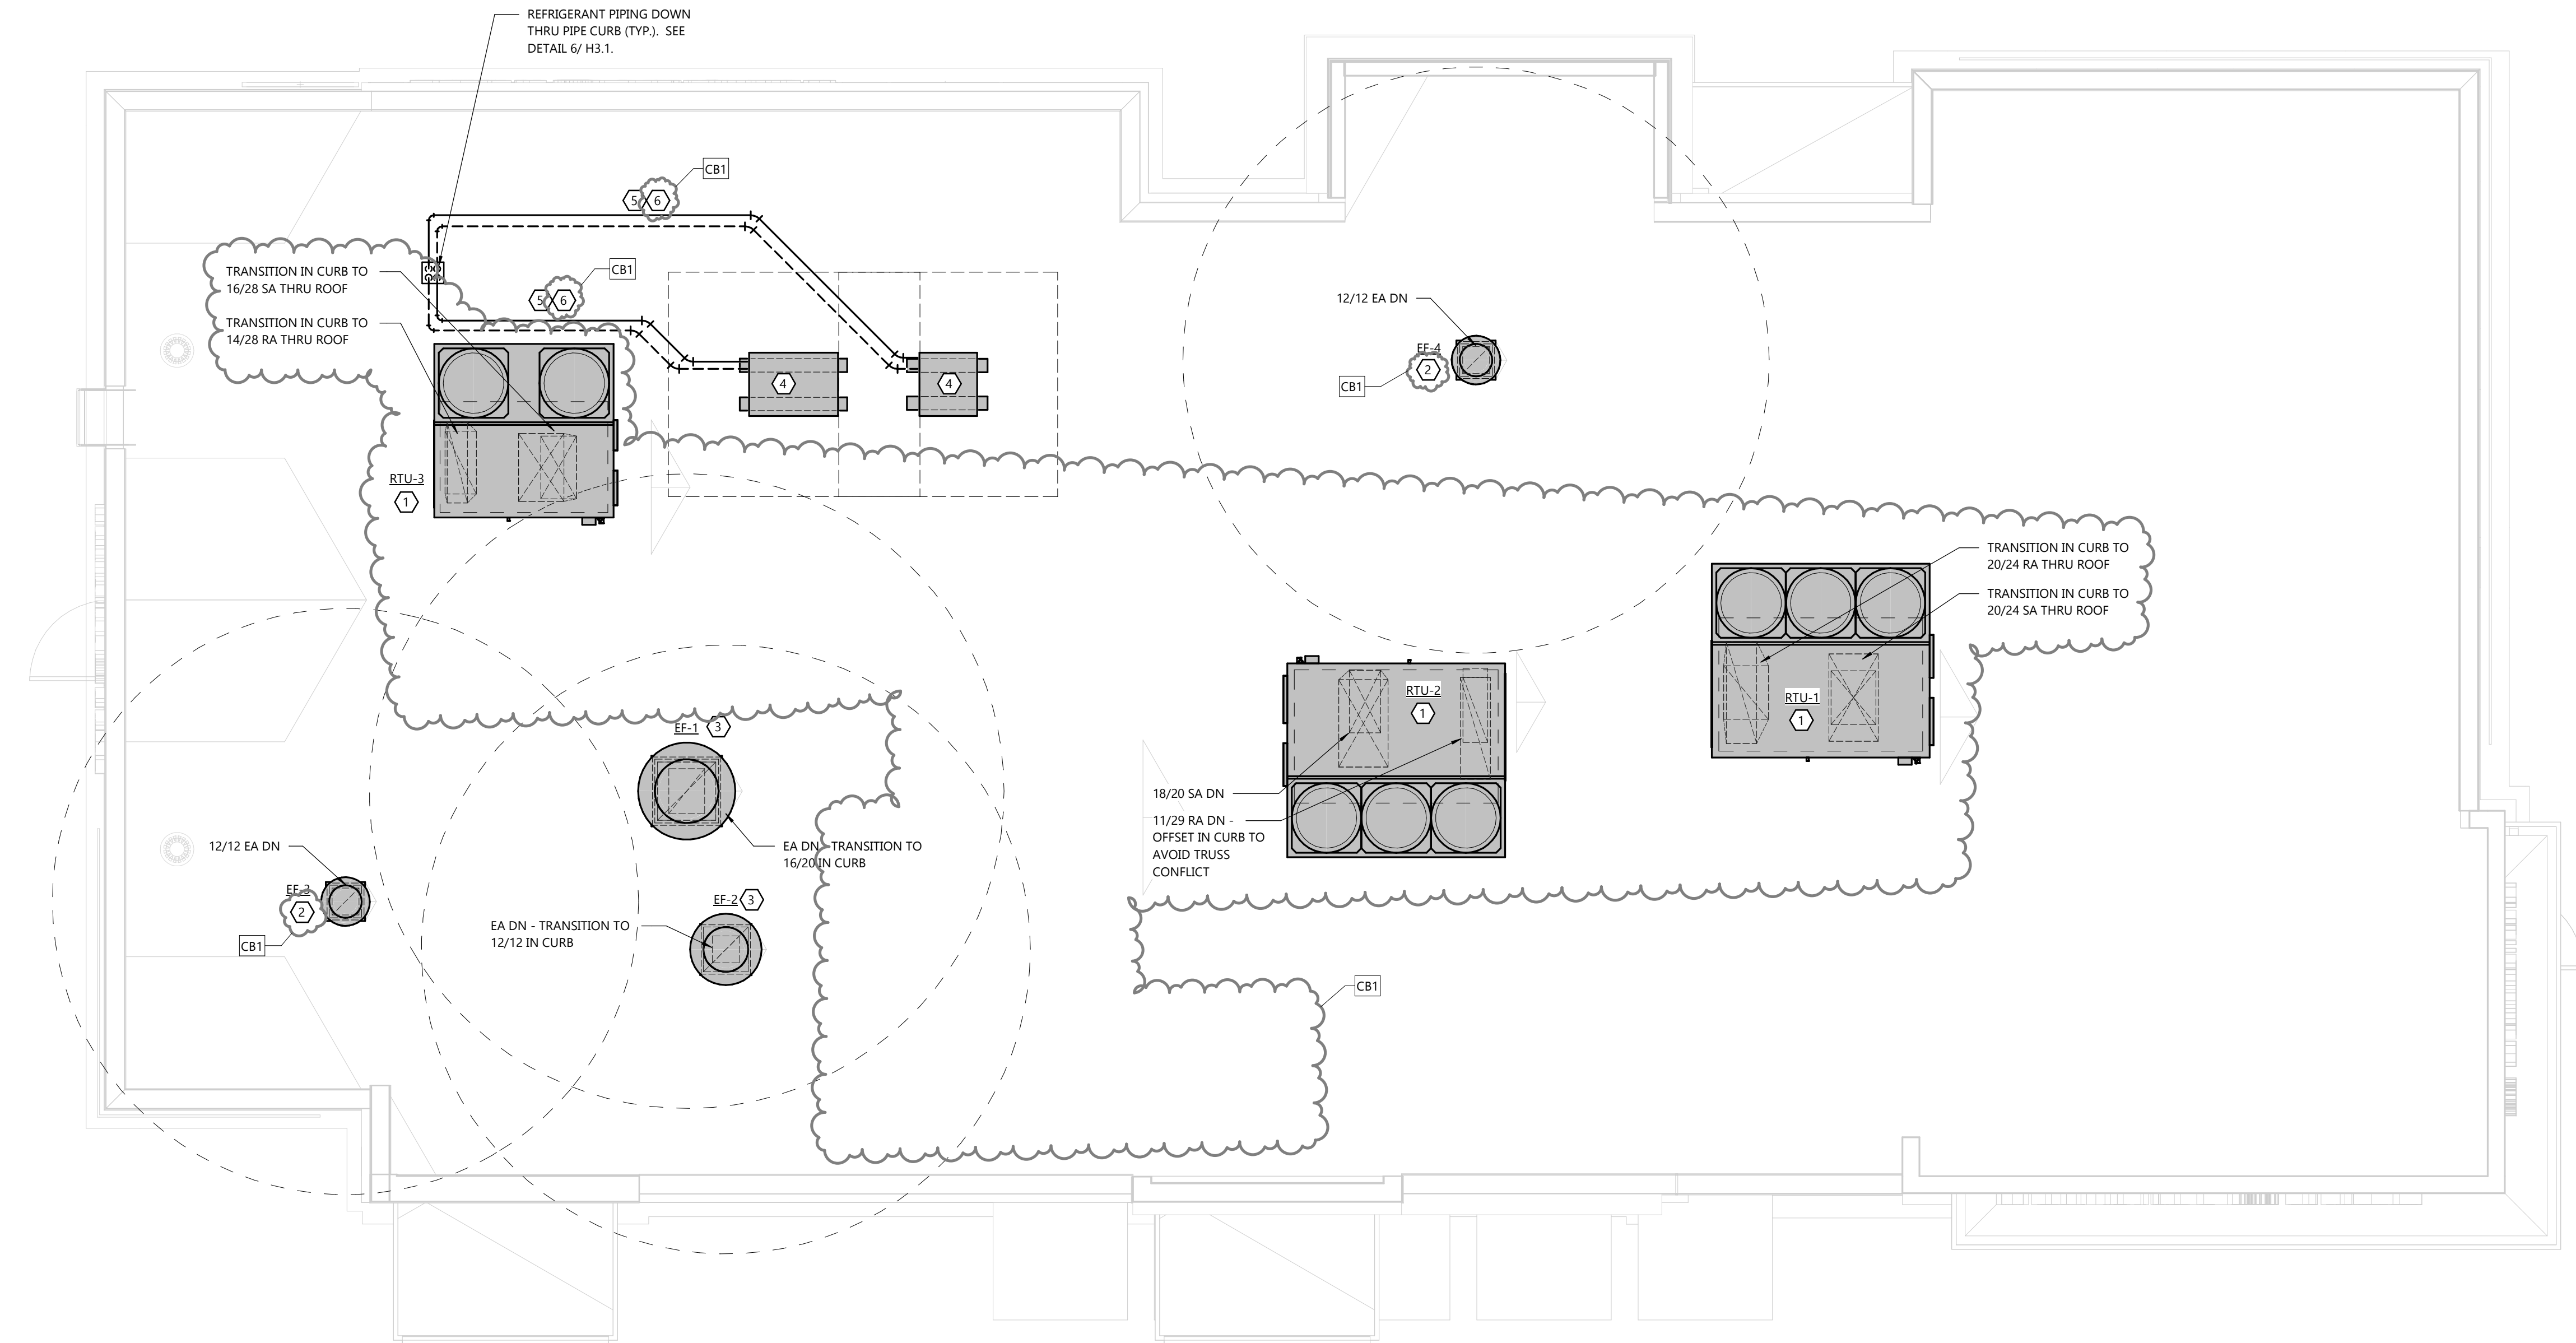 REFRIGERANT PIPING DOWN
THRU PIPE CURB (TYP.). SEE
DETAIL 6/ H3.1.
CB1
5
6
CB1
5
6
TRANSITION IN CURB TO
16/28 SA THRU ROOF
TRANSITION IN CURB TO
14/28 RA THRU ROOF
4
4
RTU-3
1
12/12 EA DN
EF-4
2
CB1
TRANSITION IN CURB TO
20/24 RA THRU ROOF
TRANSITION IN CURB TO
20/24 SA THRU ROOF
RTU-2
1
RTU-1
1
EF-1
3
18/20 SA DN
11/29 RA DN -
OFFSET IN CURB TO
AVOID TRUSS
CONFLICT
EA DN - TRANSITION TO
16/20 IN CURB
12/12 EA DN
EF-3
2
CB1
EF-2
3
EA DN - TRANSITION TO
12/12 IN CURB
CB1